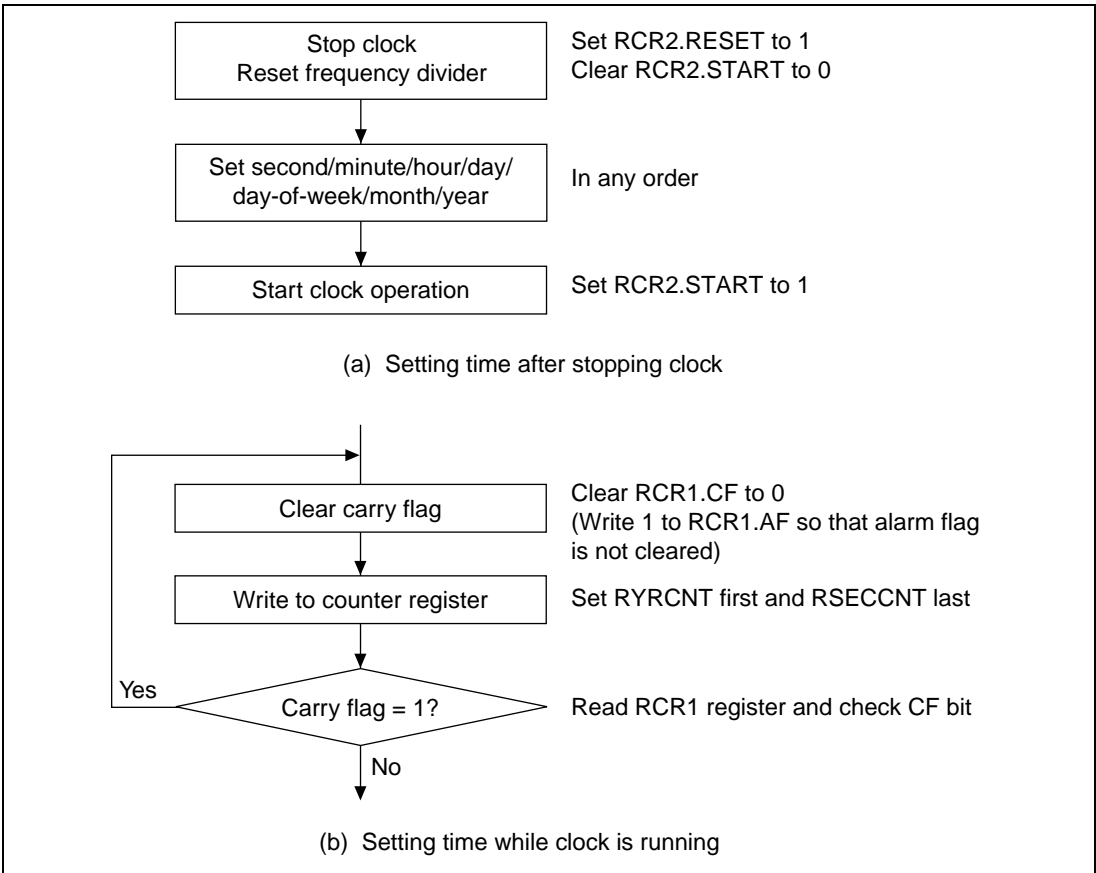 Stop clock
Reset frequency divider
Set RCR2.RESET to 1
Clear RCR2.START to 0
Set second/minute/hour/day/
day-of-week/month/year
In any order
Start clock operation
Set RCR2.START to 1
(a) Setting time after stopping clock
Clear carry flag
Clear RCR1.CF to 0
(Write 1 to RCR1.AF so that alarm flag
is not cleared)
Write to counter register
Set RYRCNT first and RSECCNT last
Yes
Carry flag = 1?
Read RCR1 register and check CF bit
No
(b) Setting time while clock is running